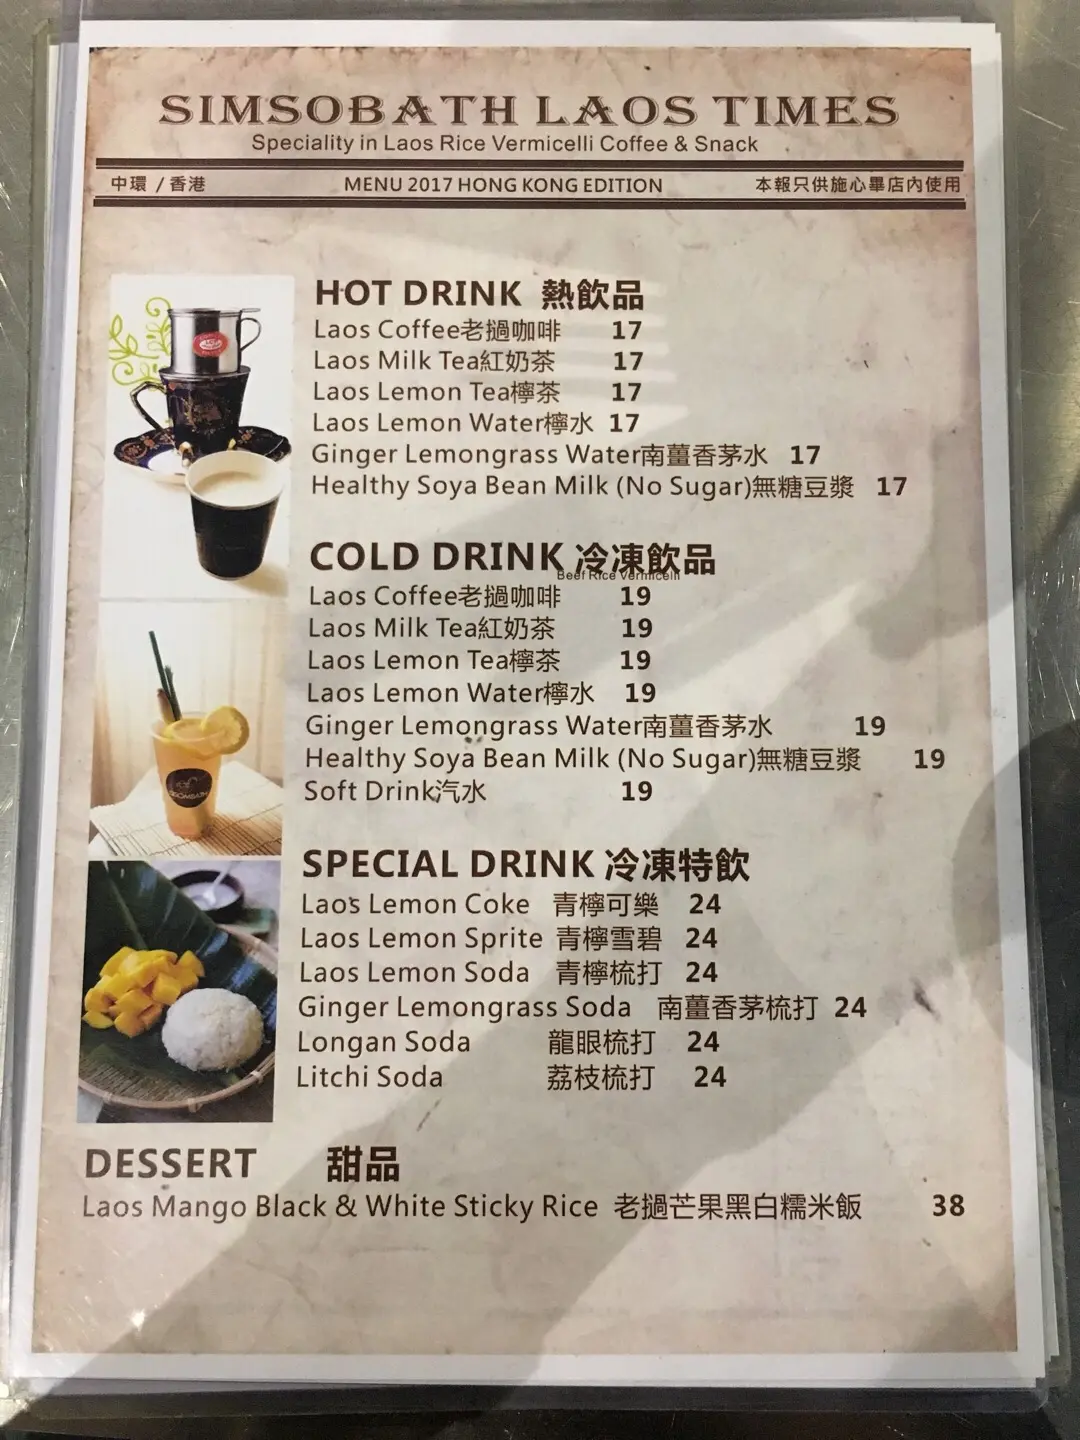 SIMSOBATH LAOS TIMES
Speciality in Laos Rice Vermicelli Coffee & Snack
中環 / 香港 MENU 2017 HONG KONG EDITION 本報只供施心畢店內使用
HOT DRINK 熱飲品
Laos Coffee老撾咖啡 17
Laos Milk Tea紅奶茶 17
Laos Lemon Tea檸茶 17
Laos Lemon Water檸水 17
Ginger Lemongrass Water南薑香茅水 17
Healthy Soya Bean Milk (No Sugar)無糖豆漿 17
COLD DRINK 冷凍飲品
Beef Rice Vermicelli
Laos Coffee老撾咖啡 19
Laos Milk Tea紅奶茶 19
Laos Lemon Tea檸茶 19
Laos Lemon Water檸水 19
Ginger Lemongrass Water南薑香茅水 19
Healthy Soya Bean Milk (No Sugar)無糖豆漿 19
Soft Drink汽水 19
SPECIAL DRINK 冷凍特飲
Laos Lemon Coke 青檸可樂 24
Laos Lemon Sprite 青檸雪碧 24
Laos Lemon Soda 青檸梳打 24
Ginger Lemongrass Soda 南薑香茅梳打 24
Longan Soda 龍眼梳打 24
Litchi Soda 荔枝梳打 24
DESSERT 甜品
Laos Mango Black & White Sticky Rice 老撾芒果黑白糯米飯 38